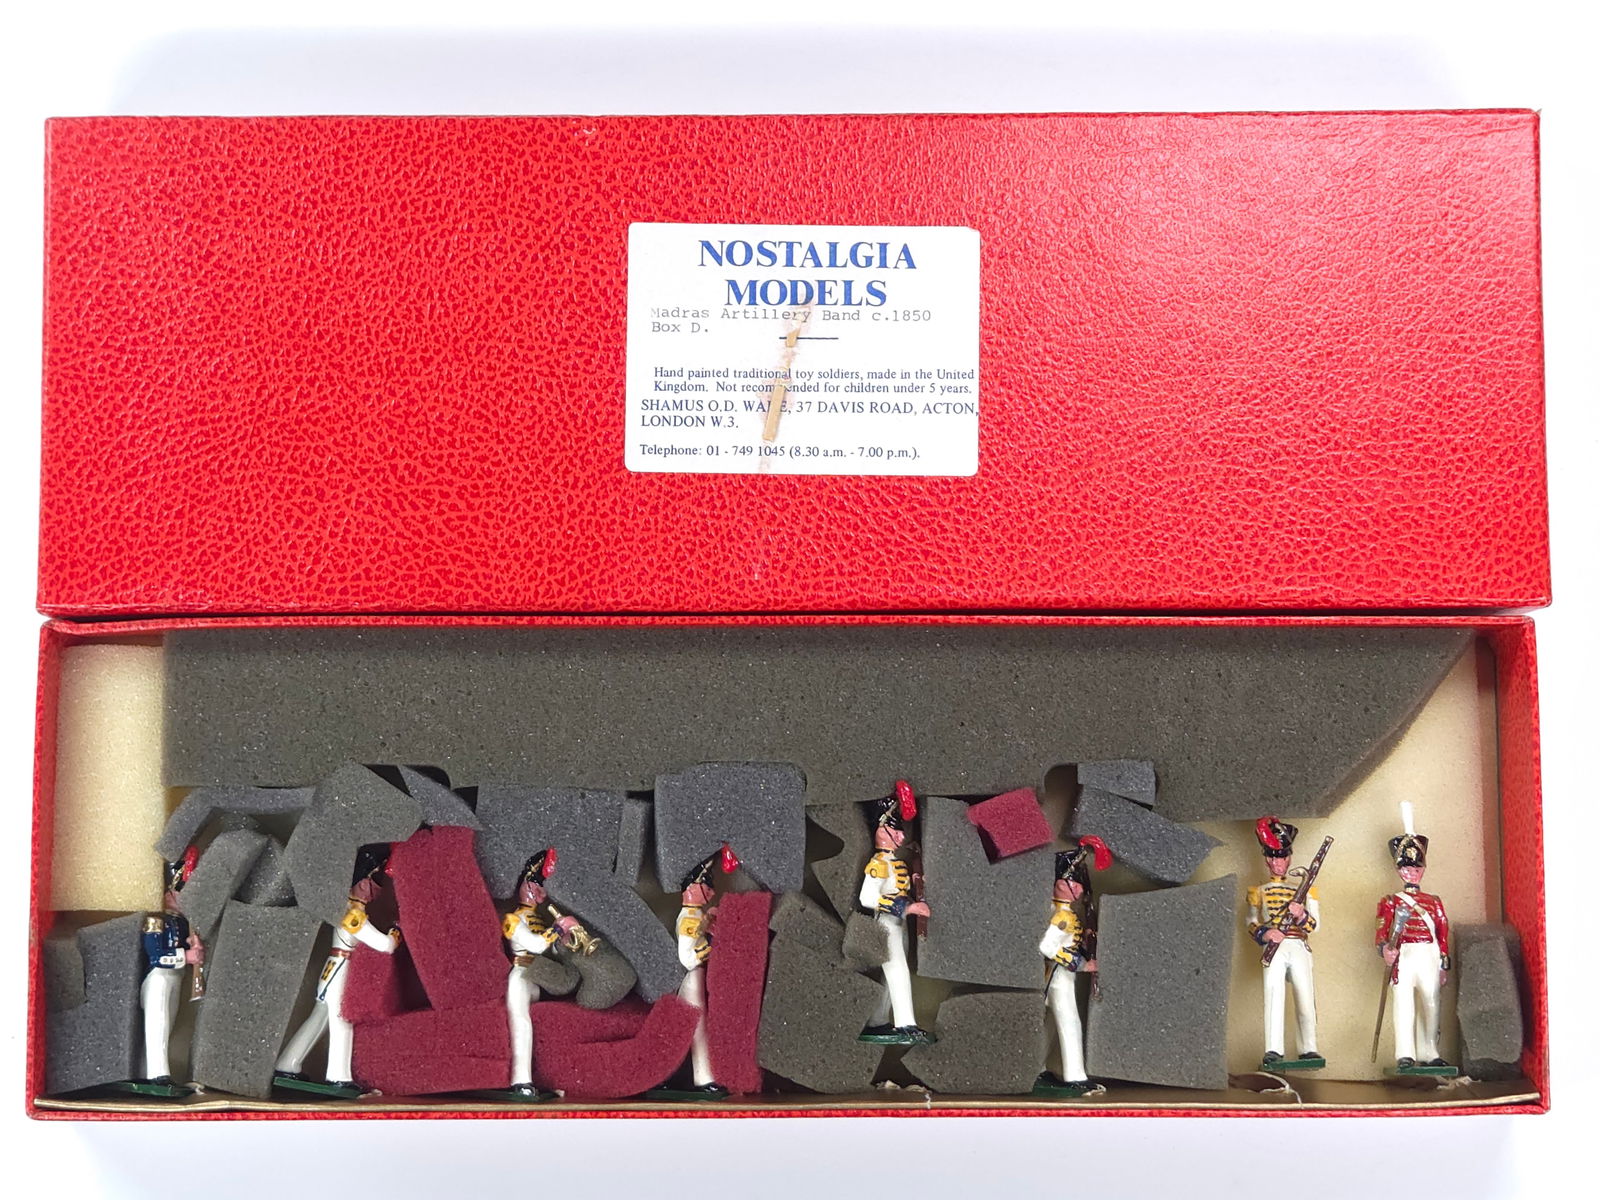 NOSTALGIA
MODELS
Madras Artillery Band c.1850
Box D.
Hand painted traditional toy soldiers, made in the United
Kingdom. Not recommended for children under 5 years.
SHAMUS O.D. WADE, 37 DAVIS ROAD, ACTON,
LONDON W.3.
Telephone: 01 - 749 1045 (8.30 a.m. - 7.00 p.m.).